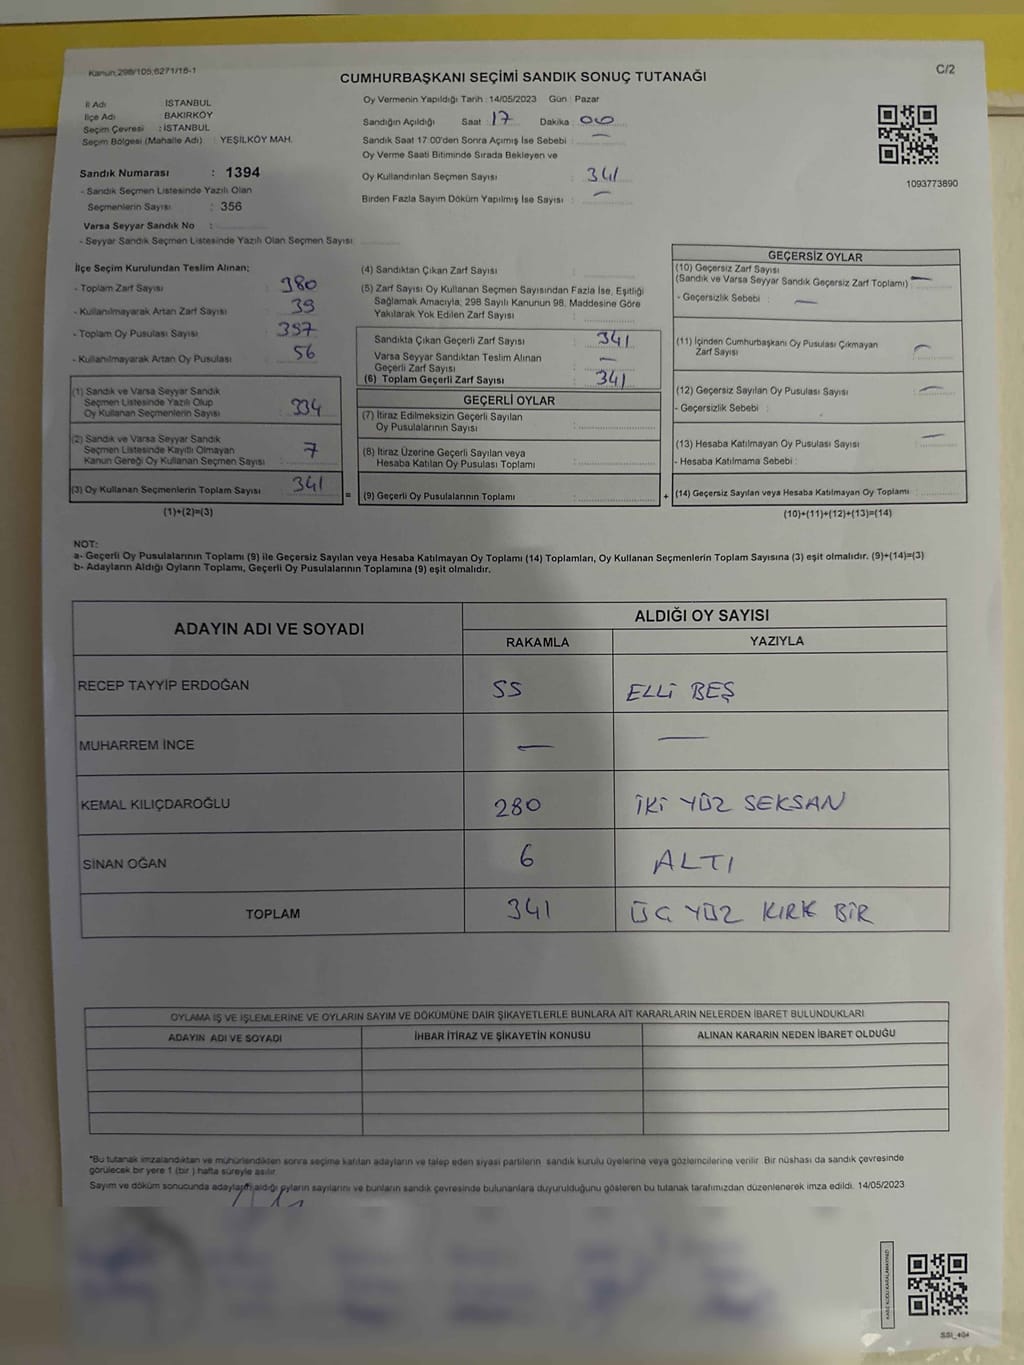 Kanun:298/105,6271/16-1
C/2
CUMHURBAŞKANI SEÇİMİ SANDIK SONUÇ TUTANAĞI
İl Adı : İSTANBUL
İlçe Adı : BAKIRKÖY
Seçim Çevresi : İSTANBUL
Seçim Bölgesi (Mahalle Adı) : YEŞİLKÖY MAH.
Sandık Numarası : 1394
- Sandık Seçmen Listesinde Yazılı Olan
Seçmenlerin Sayısı : 356
Varsa Seyyar Sandık No :
- Seyyar Sandık Seçmen Listesinde Yazılı Olan Seçmen Sayısı:
Oy Vermenin Yapıldığı Tarih : 14/05/2023 Gün : Pazar
Sandığın Açıldığı Saat : 17 Dakika : 00
Sandık Saat 17:00'den Sonra Açımış İse Sebebi : —
Oy Verme Saati Bitiminde Sırada Bekleyen ve
Oy Kullandırılan Seçmen Sayısı : 341
Birden Fazla Sayım Döküm Yapılmış İse Sayısı : —
1093773890
İlçe Seçim Kurulundan Teslim Alınan;
- Toplam Zarf Sayısı : 380
- Kullanılmayarak Artan Zarf Sayısı : 39
- Toplam Oy Pusulası Sayısı : 397
- Kullanılmayarak Artan Oy Pusulası : 56
(1) Sandık ve Varsa Seyyar Sandık
Seçmen Listesinde Yazılı Olup
Oy Kullanan Seçmenlerin Sayısı : 334
(2) Sandık ve Varsa Seyyar Sandık
Seçmen Listesinde Kayıtlı Olmayan
Kanun Gereği Oy Kullanan Seçmen Sayısı : 7
(3) Oy Kullanan Seçmenlerin Toplam Sayısı : 341
(1)+(2)=(3)
(4) Sandıktan Çıkan Zarf Sayısı :
(5) Zarf Sayısı Oy Kullanan Seçmen Sayısından Fazla İse, Eşitliği
Sağlamak Amacıyla; 298 Sayılı Kanunun 98. Maddesine Göre
Yakılarak Yok Edilen Zarf Sayısı :
Sandıkta Çıkan Geçerli Zarf Sayısı : 341
Varsa Seyyar Sandıktan Teslim Alınan
Geçerli Zarf Sayısı : —
(6) Toplam Geçerli Zarf Sayısı : 341
GEÇERLİ OYLAR
(7) İtiraz Edilmeksizin Geçerli Sayılan
Oy Pusulalarının Sayısı :
(8) İtiraz Üzerine Geçerli Sayılan veya
Hesaba Katılan Oy Pusulası Toplamı :
= (9) Geçerli Oy Pusulalarının Toplamı :
GEÇERSİZ OYLAR
(10) Geçersiz Zarf Sayısı
(Sandık ve Varsa Seyyar Sandık Geçersiz Zarf Toplamı) : —
- Geçersizlik Sebebi : —
(11) İçinden Cumhurbaşkanı Oy Pusulası Çıkmayan
Zarf Sayısı : —
(12) Geçersiz Sayılan Oy Pusulası Sayısı : —
- Geçersizlik Sebebi :
(13) Hesaba Katılmayan Oy Pusulası Sayısı : —
- Hesaba Katılmama Sebebi :
+ (14) Geçersiz Sayılan veya Hesaba Katılmayan Oy Toplamı :
(10)+(11)+(12)+(13)=(14)
NOT:
a- Geçerli Oy Pusulalarının Toplamı (9) ile Geçersiz Sayılan veya Hesaba Katılmayan Oy Toplamı (14) Toplamları, Oy Kullanan Seçmenlerin Toplam Sayısına (3) eşit olmalıdır. (9)+(14)=(3)
b- Adayların Aldığı Oyların Toplamı, Geçerli Oy Pusulalarının Toplamına (9) eşit olmalıdır.
ADAYIN ADI VE SOYADI
ALDIĞI OY SAYISI
RAKAMLA YAZIYLA
RECEP TAYYİP ERDOĞAN 55 ELLİ BEŞ
MUHARREM İNCE — —
KEMAL KILIÇDAROĞLU 280 İKİ YÜZ SEKSAN
SİNAN OĞAN 6 ALTI
TOPLAM 341 ÜÇ YÜZ KIRK BİR
OYLAMA İŞ VE İŞLEMLERİNE VE OYLARIN SAYIM VE DÖKÜMÜNE DAİR ŞİKAYETLERLE BUNLARA AİT KARARLARIN NELERDEN İBARET BULUNDUKLARI
ADAYIN ADI VE SOYADI İHBAR İTİRAZ VE ŞİKAYETİN KONUSU ALINAN KARARIN NEDEN İBARET OLDUĞU
*Bu tutanak imzalandıktan ve mühürlendikten sonra seçime katılan adayların ve talep eden siyasi partilerin sandık kurulu üyelerine veya gözlemcilerine verilir. Bir nüshası da sandık çevresinde
görülecek bir yere 1 (bir) hafta süreyle asılır.
Sayım ve döküm sonucunda adayların aldığı oyların sayılarını ve bunların sandık çevresinde bulunanlara duyurulduğunu gösteren bu tutanak tarafımızdan düzenlenerek imza edildi. 14/05/2023
SSI_404